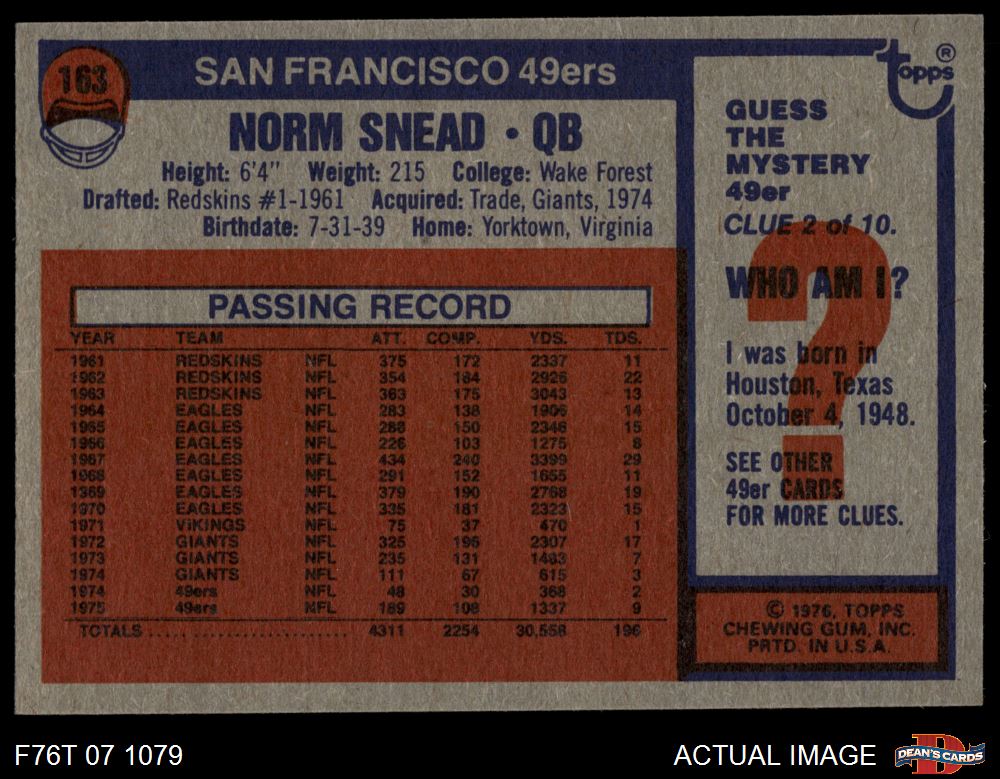 163
SAN FRANCISCO 49ers
NORM SNEAD • QB
Height: 6'4" Weight: 215 College: Wake Forest
Drafted: Redskins #1-1961 Acquired: Trade, Giants, 1974
Birthdate: 7-31-39 Home: Yorktown, Virginia
PASSING RECORD
YEAR TEAM ATT. COMP. YDS. TDS.
1961 REDSKINS NFL 375 172 2337 11
1962 REDSKINS NFL 354 184 2926 22
1963 REDSKINS NFL 363 175 3043 13
1964 EAGLES NFL 283 138 1906 14
1965 EAGLES NFL 288 150 2346 15
1966 EAGLES NFL 226 103 1275 8
1967 EAGLES NFL 434 240 3399 29
1968 EAGLES NFL 291 152 1655 11
1969 EAGLES NFL 379 190 2768 19
1970 EAGLES NFL 335 181 2323 15
1971 VIKINGS NFL 75 37 470 1
1972 GIANTS NFL 325 196 2307 17
1973 GIANTS NFL 235 131 1483 7
1974 GIANTS NFL 111 67 615 3
1974 49ers NFL 48 30 368 2
1975 49ers NFL 189 108 1337 9
TOTALS .................... 4311 2254 30,558 196
topps ®
GUESS
THE
MYSTERY
49er
CLUE 2 of 10.
WHO AM I?
?
I was born in
Houston, Texas
October 4, 1948.
SEE OTHER
49er CARDS
FOR MORE CLUES.
© 1976, TOPPS
CHEWING GUM, INC.
PRTD. IN U.S.A.
F76T 07 1079
ACTUAL IMAGE
DEAN'S CARDS